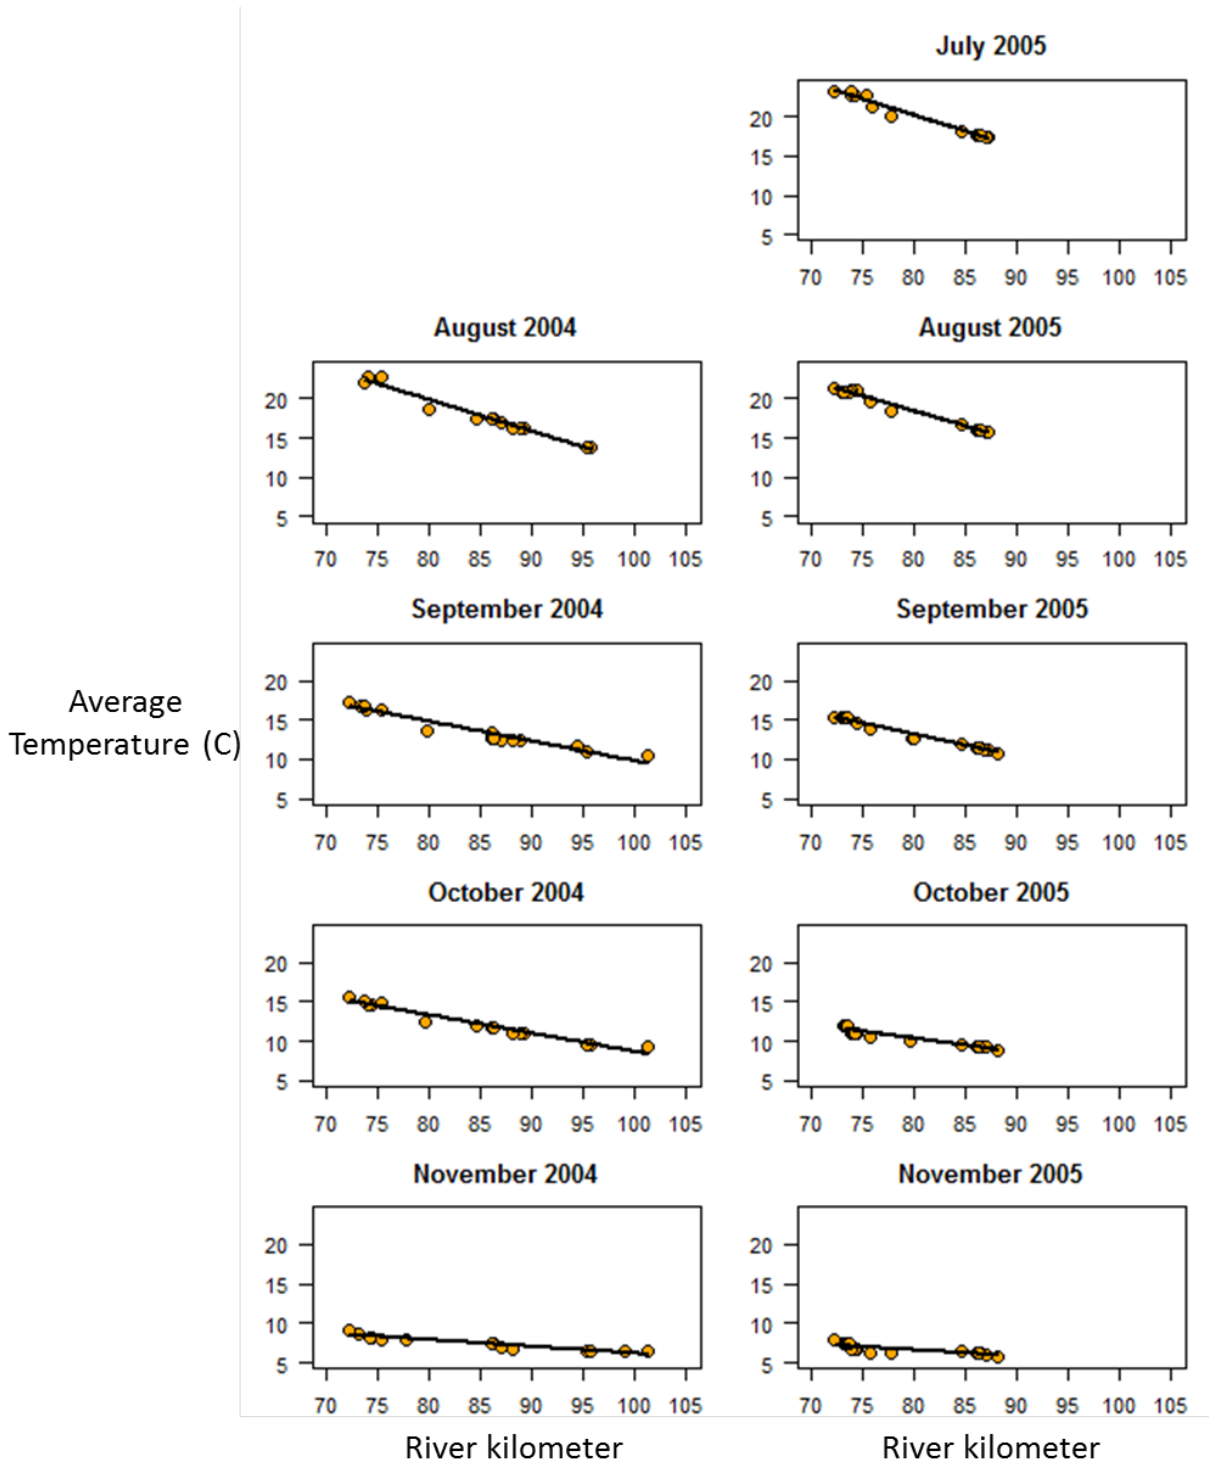 July 2005
20
15
10
5
70 75 80 85 90 95 100 105
August 2004
20
15
10
5
70 75 80 85 90 95 100 105
August 2005
20
15
10
5
70 75 80 85 90 95 100 105
September 2004
20
15
10
5
70 75 80 85 90 95 100 105
September 2005
20
15
10
5
70 75 80 85 90 95 100 105
Average
Temperature (C)
October 2004
20
15
10
5
70 75 80 85 90 95 100 105
October 2005
20
15
10
5
70 75 80 85 90 95 100 105
November 2004
20
15
10
5
70 75 80 85 90 95 100 105
November 2005
20
15
10
5
70 75 80 85 90 95 100 105
River kilometer
River kilometer